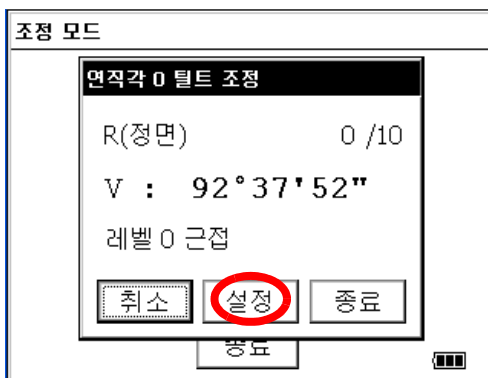 조정 모드
연직각 0 틸트 조정
R(정면) 0 /10
V : 92°37'52"
레벨 0 근접
취소 설정 종료
종료